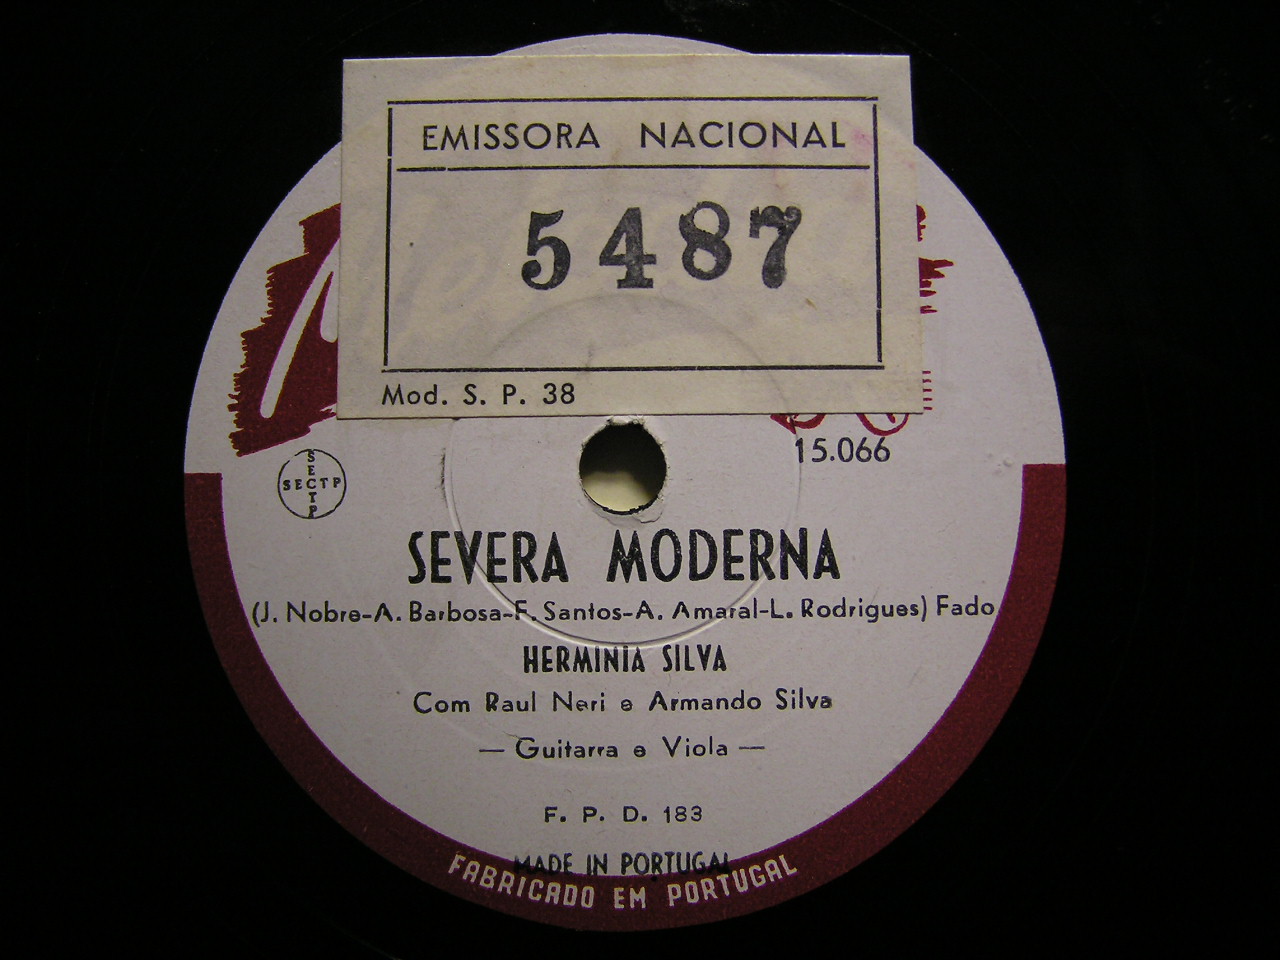 EMISSORA NACIONAL
5487
Mod. S. P. 38
15.066
SECTP
SECTP
SEVERA MODERNA
(J. Nobre-A. Barbosa-F. Santos-A. Amaral-L. Rodrigues) Fado
HERMINIA SILVA
Com Raul Neri e Armando Silva
— Guitarra e Viola —
F. P. D. 183
MADE IN PORTUGAL
FABRICADO EM PORTUGAL